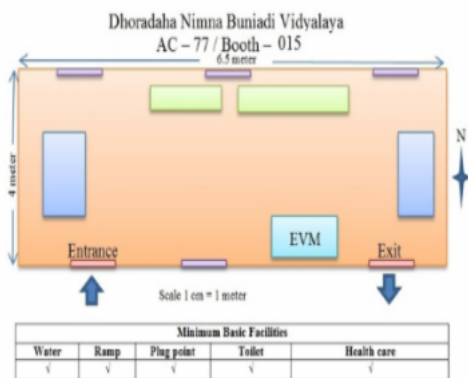 Dhoradaha Nimna Buniadi Vidyalaya
AC – 77 / Booth – 015
6.5 meter
4 meter
N
EVM
Entrance
Exit
Scale 1 cm = 1 meter
Minimum Basic Facilities
Water Ramp Plug point Toilet Health care
√ √ √ √ √